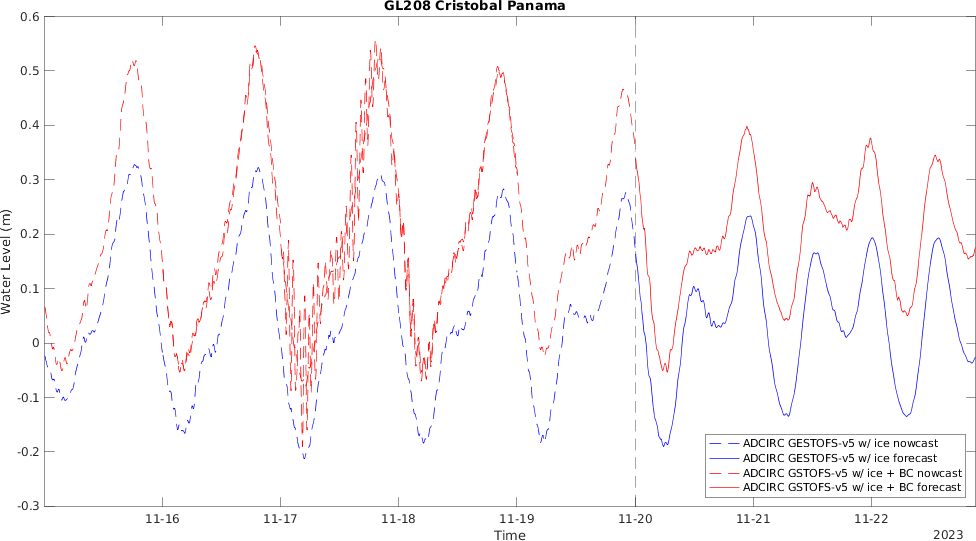 GL208 Cristobal Panama
0.6
0.5
0.4
0.3
0.2
0.1
0
-0.1
-0.2
-0.3
Water Level (m)
11-16 11-17 11-18 11-19 11-20 11-21 11-22
Time
2023
ADCIRC GESTOFS-v5 w/ ice nowcast
ADCIRC GESTOFS-v5 w/ ice forecast
ADCIRC GSTOFS-v5 w/ ice + BC nowcast
ADCIRC GSTOFS-v5 w/ ice + BC forecast